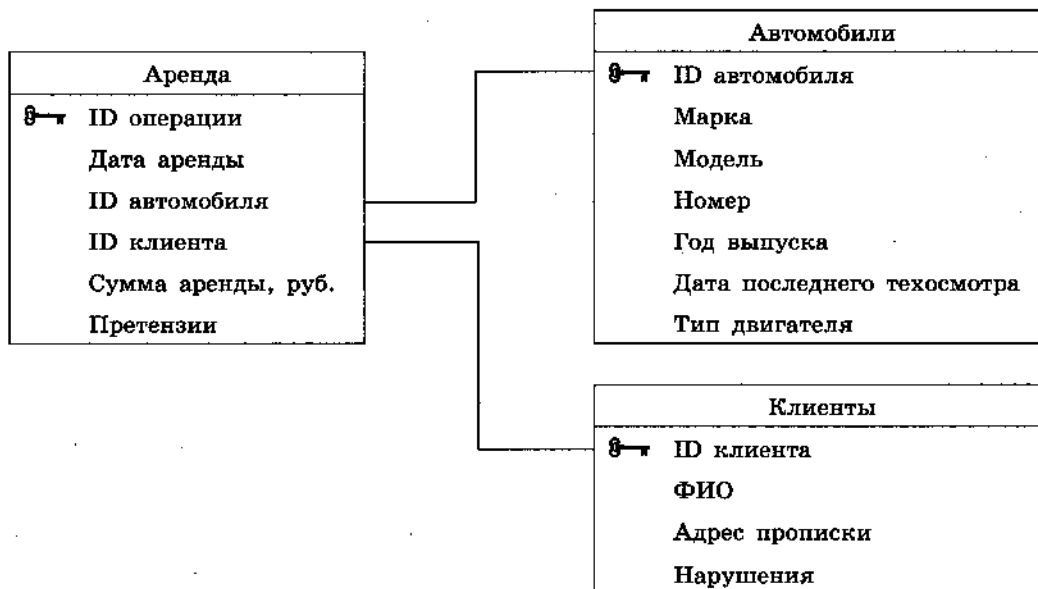 Аренда
ID операции
Дата аренды
ID автомобиля
ID клиента
Сумма аренды, руб.
Претензии
Автомобили
ID автомобиля
Марка
Модель
Номер
Год выпуска
Дата последнего техосмотра
Тип двигателя
Клиенты
ID клиента
ФИО
Адрес прописки
Нарушения